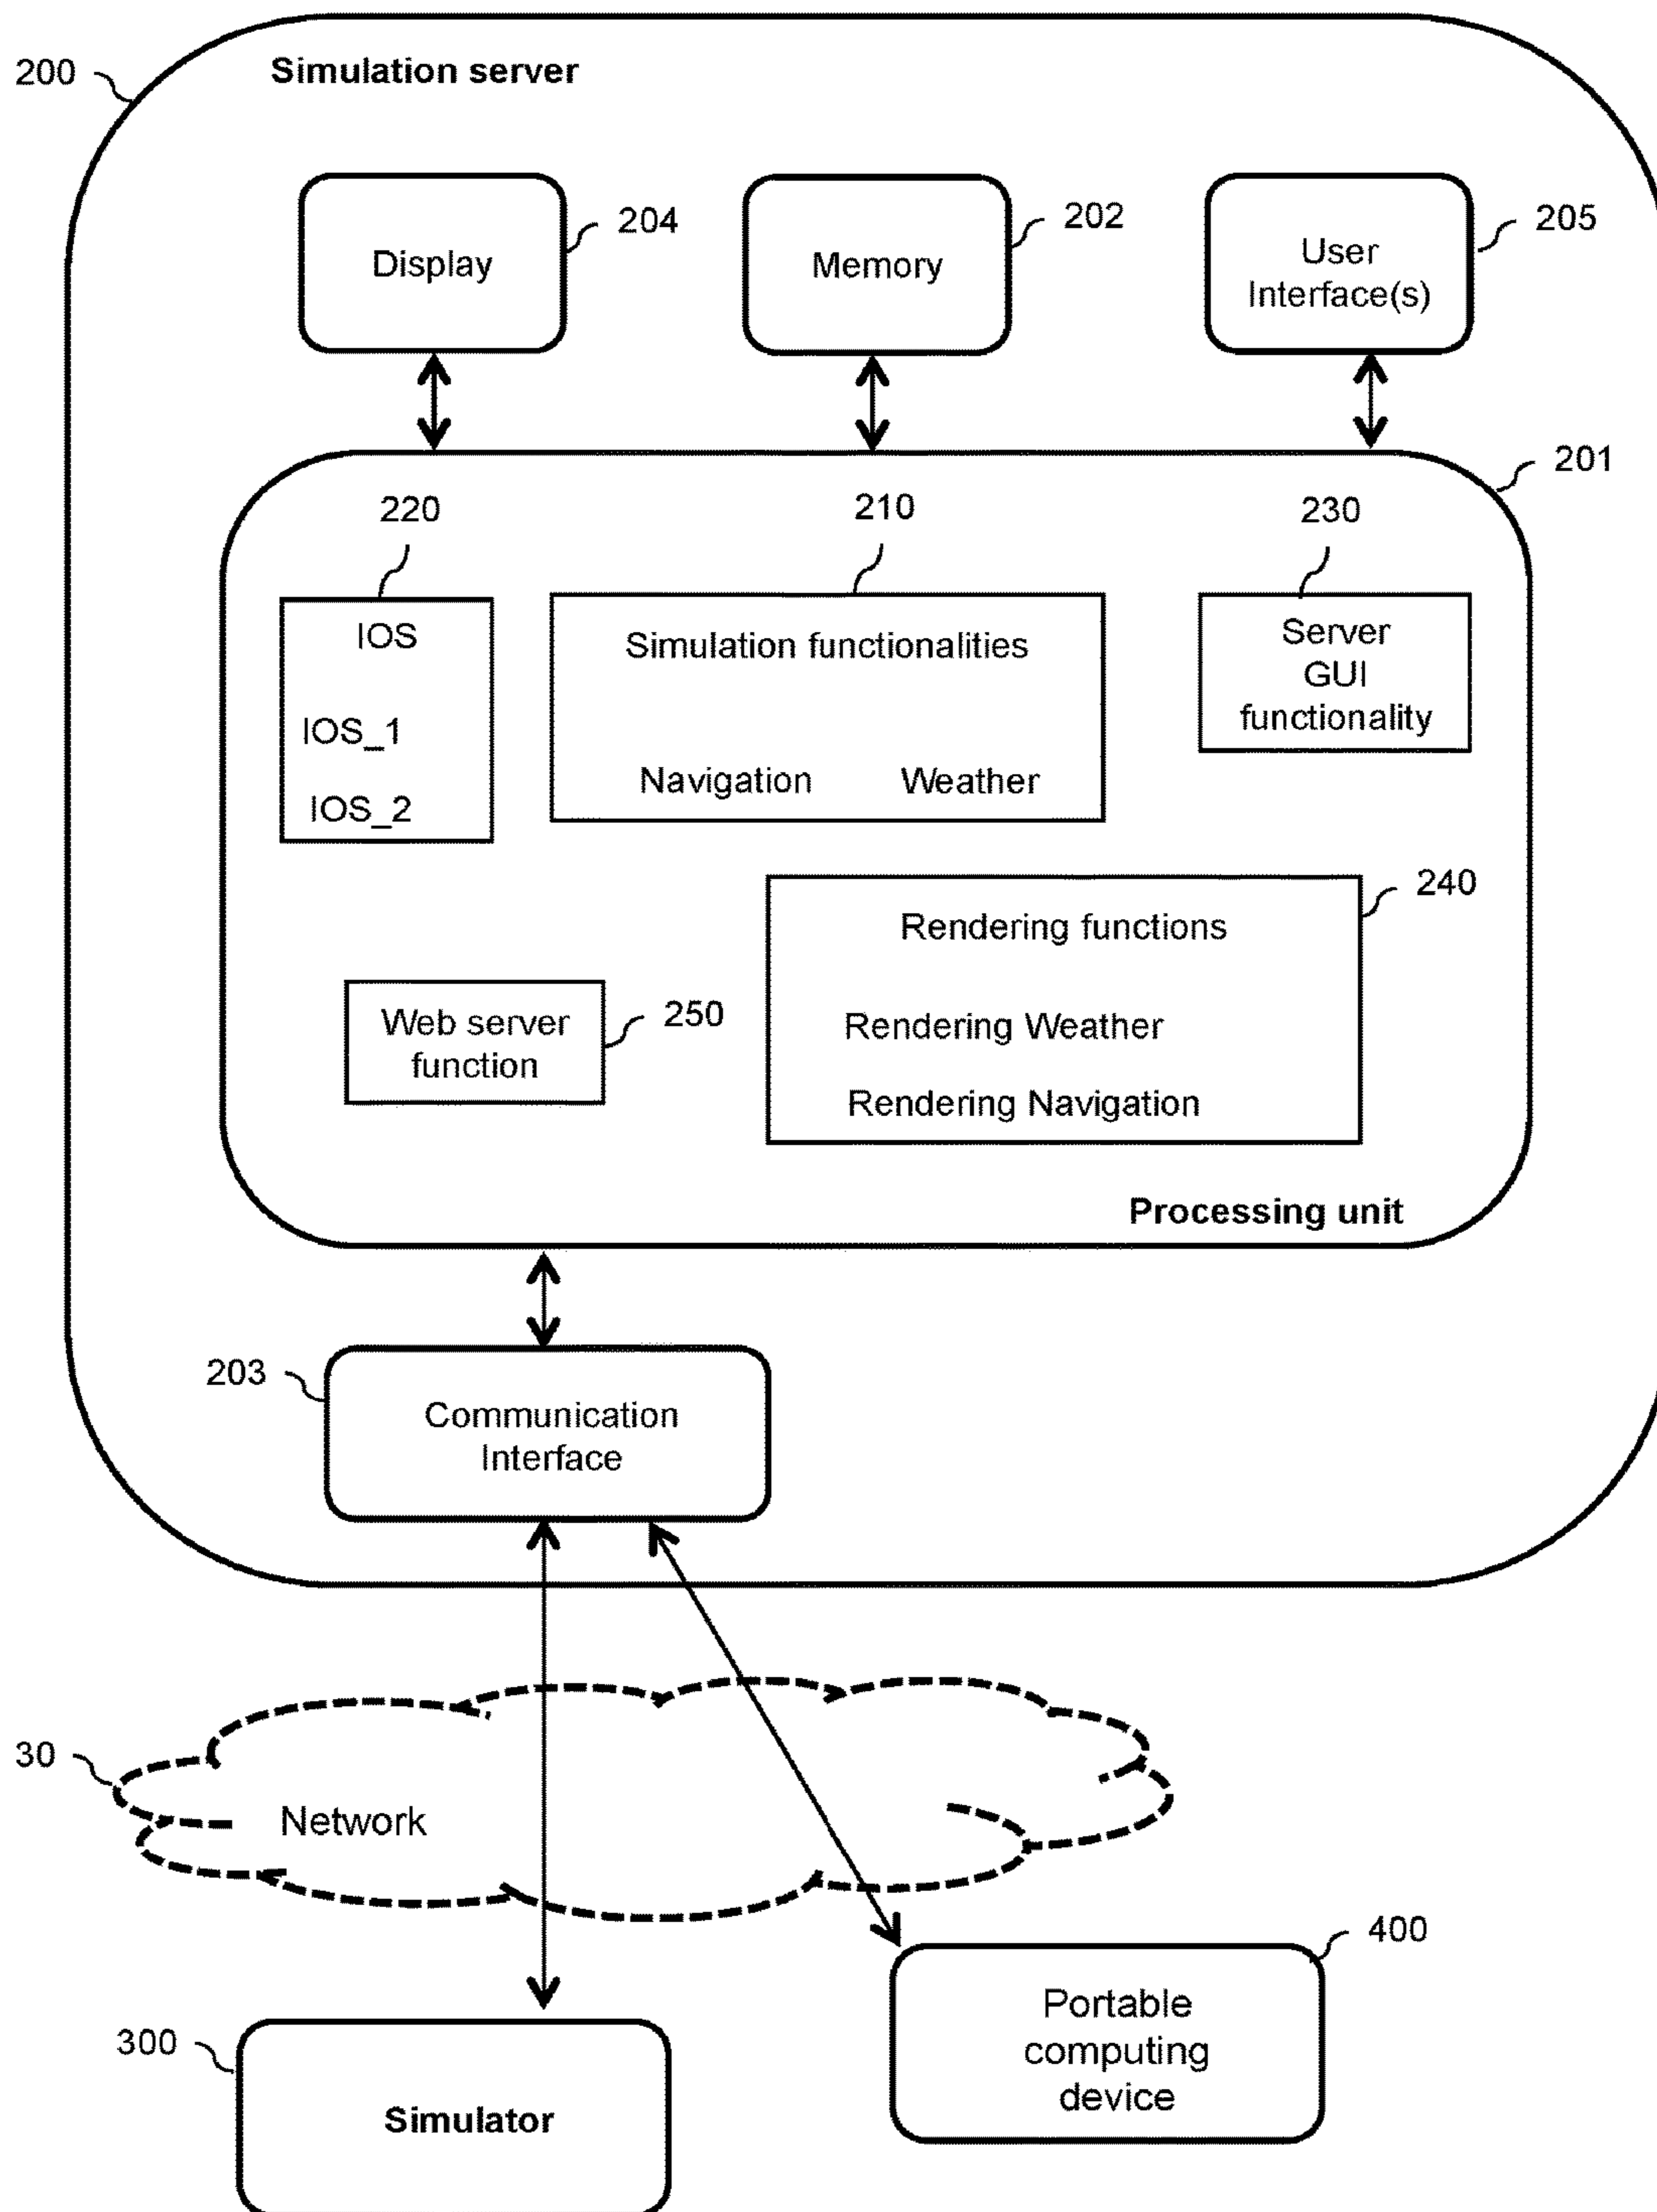 200
Simulation server
Display
204
Memory
202
User
Interface(s)
205
201
220
210
230
IOS
IOS_1
IOS_2
Simulation functionalities
Navigation Weather
Server
GUI
functionality
240
Rendering functions
Rendering Weather
Rendering Navigation
Web server
function
250
Processing unit
203
Communication
Interface
30
Network
400
Portable
computing
device
300
Simulator